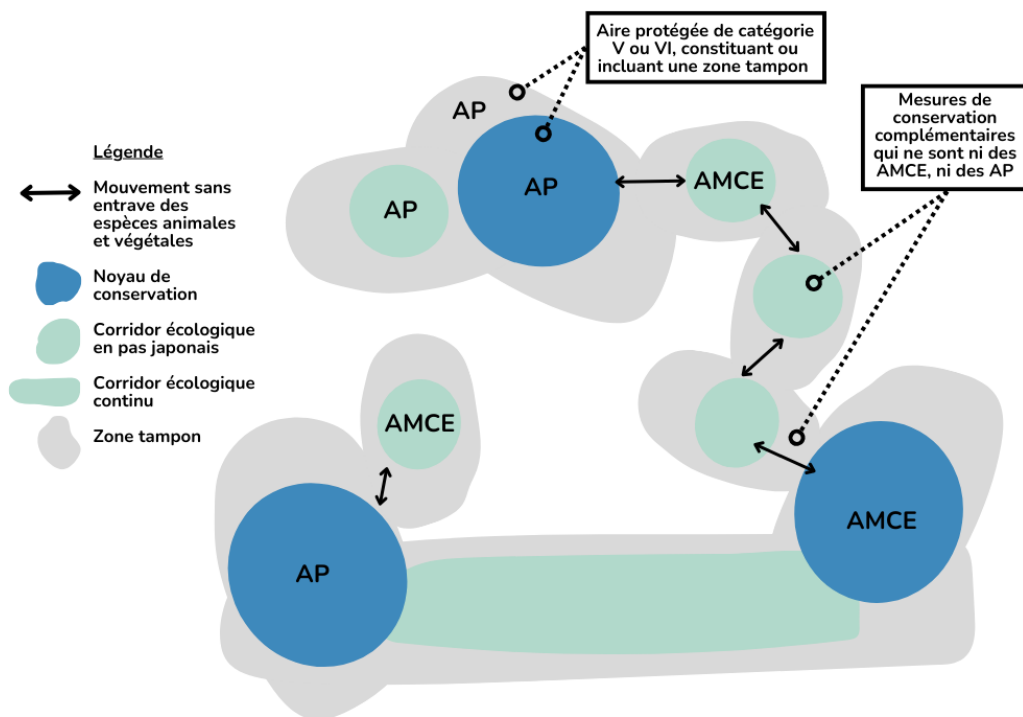 Aire protégée de catégorie
V ou VI, constituant ou
incluant une zone tampon
Mesures de
conservation
complémentaires
qui ne sont ni des
AMCE, ni des AP
Légende
Mouvement sans
entrave des
espèces animales
et végétales
Noyau de
conservation
Corridor écologique
en pas japonais
Corridor écologique
continu
Zone tampon
AP
AP
AP
AMCE
AMCE
AMCE
AP